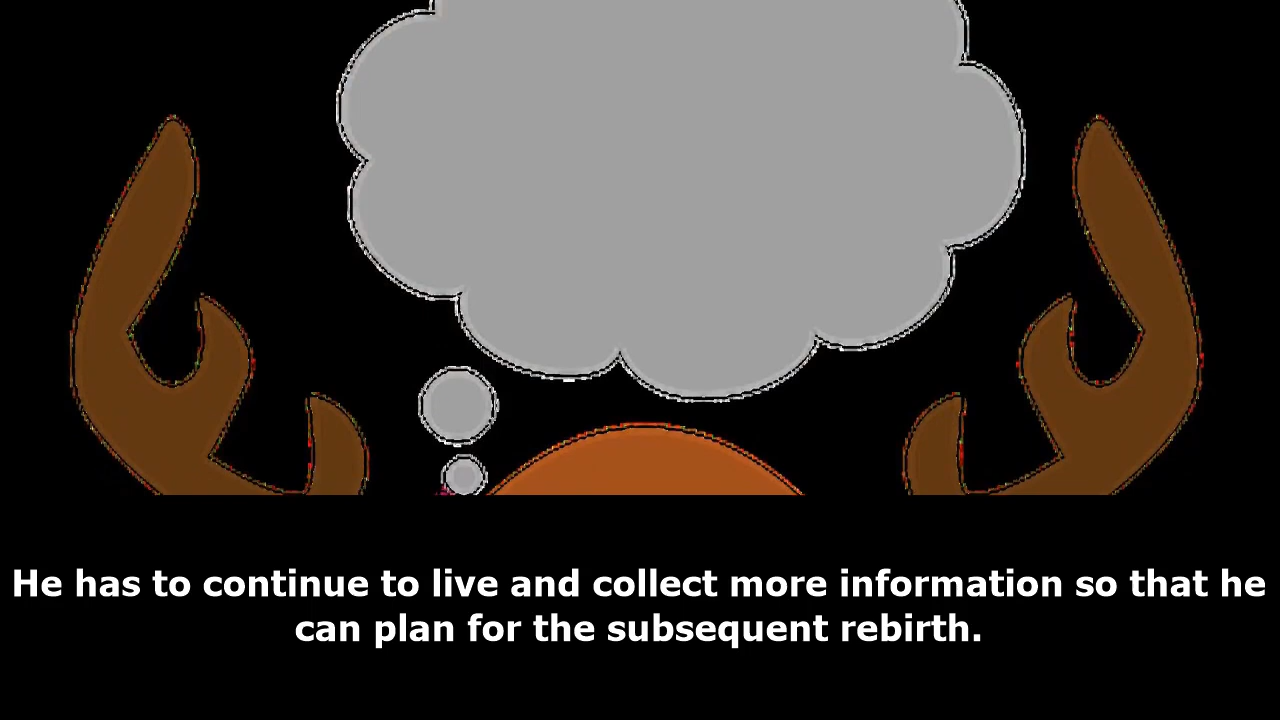 He has to continue to live and collect more information so that he
can plan for the subsequent rebirth.